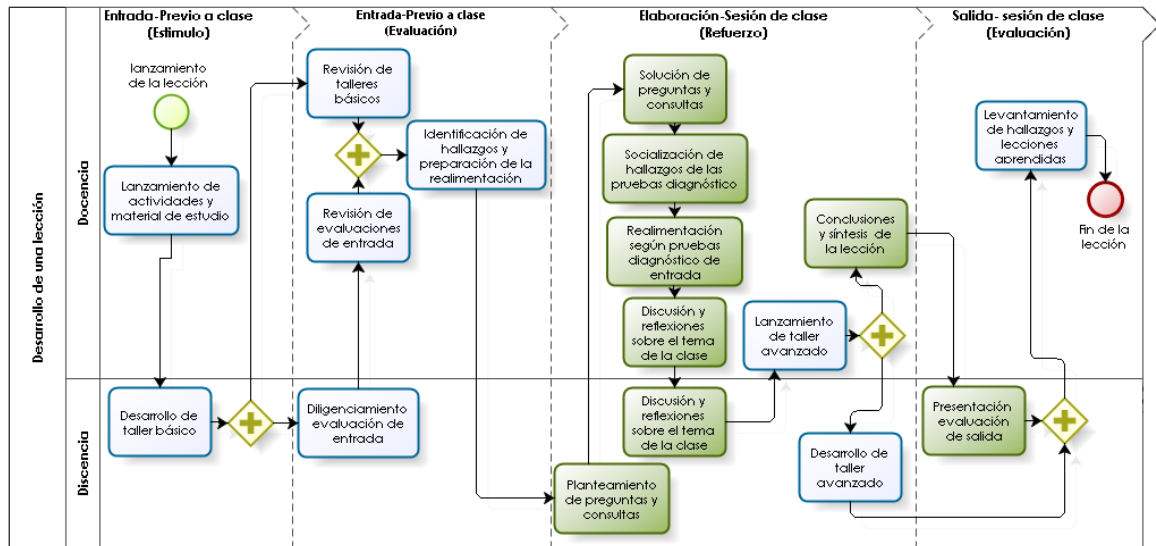 Entrada-Previo a clase
(Estimulo)
Entrada-Previo a clase
(Evaluación)
Elaboración-Sesión de clase
(Refuerzo)
Salida- sesión de clase
(Evaluación)
Desarrollo de una lección
Docencia
Discencia
lanzamiento
de la lección
Lanzamiento de
actividades y
material de estudio
Desarrollo de
taller básico
Revisión de
talleres
básicos
Revisión de
evaluaciones
de entrada
Identificación de
hallazgos y
preparación de la
realimentación
Diligenciamiento
evaluación de
entrada
Planteamiento
de preguntas y
consultas
Solución de
preguntas y
consultas
Socialización de
hallazgos de las
pruebas diagnóstico
Realimentación
según pruebas
diagnóstico de
entrada
Discusión y
reflexiones
sobre el tema
de la clase
Discusión y
reflexiones
sobre el tema
de la clase
Lanzamiento
de taller
avanzado
Conclusiones
y síntesis de
la lección
Desarrollo de
taller
avanzado
Presentación
evaluación
de salida
Levantamiento
de hallazgos y
lecciones
aprendidas
Fin de la
lección